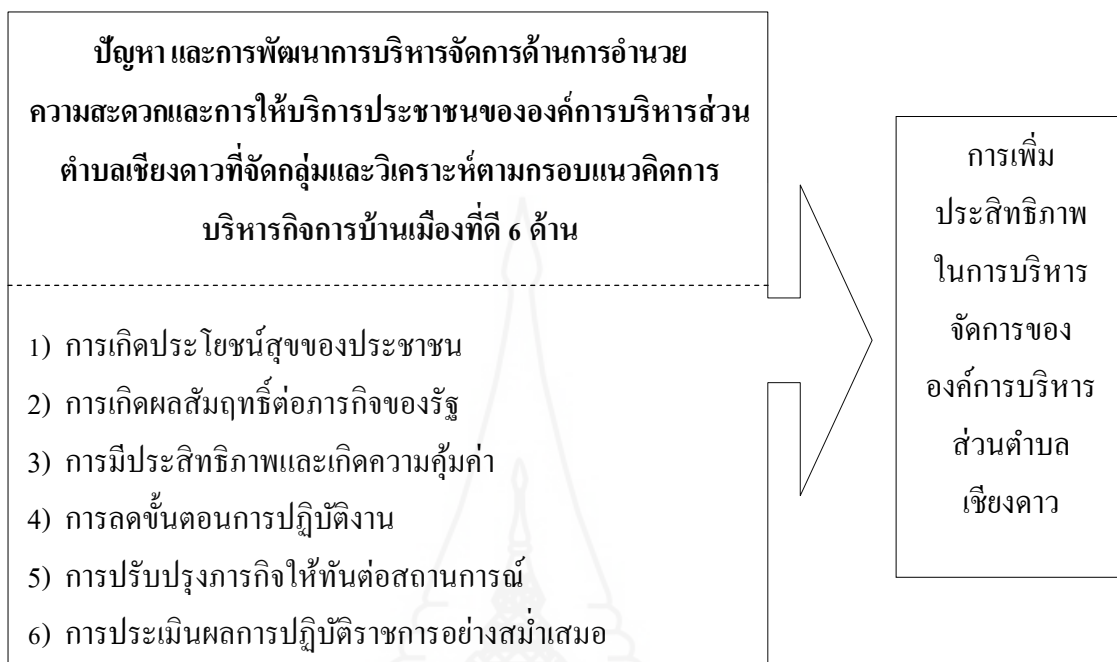 ปัญหา และการพัฒนาการบริหารจัดการด้านการอำนวย
ความสะดวกและการให้บริการประชาชนขององค์การบริหารส่วน
ตำบลเชียงดาวที่จัดกลุ่มและวิเคราะห์ตามกรอบแนวคิดการ
บริหารกิจการบ้านเมืองที่ดี 6 ด้าน
1) การเกิดประโยชน์สุขของประชาชน
2) การเกิดผลสัมฤทธิ์ต่อภารกิจของรัฐ
3) การมีประสิทธิภาพและเกิดความคุ้มค่า
4) การลดขั้นตอนการปฏิบัติงาน
5) การปรับปรุงภารกิจให้ทันต่อสถานการณ์
6) การประเมินผลการปฏิบัติราชการอย่างสม่ำเสมอ
การเพิ่ม
ประสิทธิภาพ
ในการบริหาร
จัดการของ
องค์การบริหาร
ส่วนตำบล
เชียงดาว